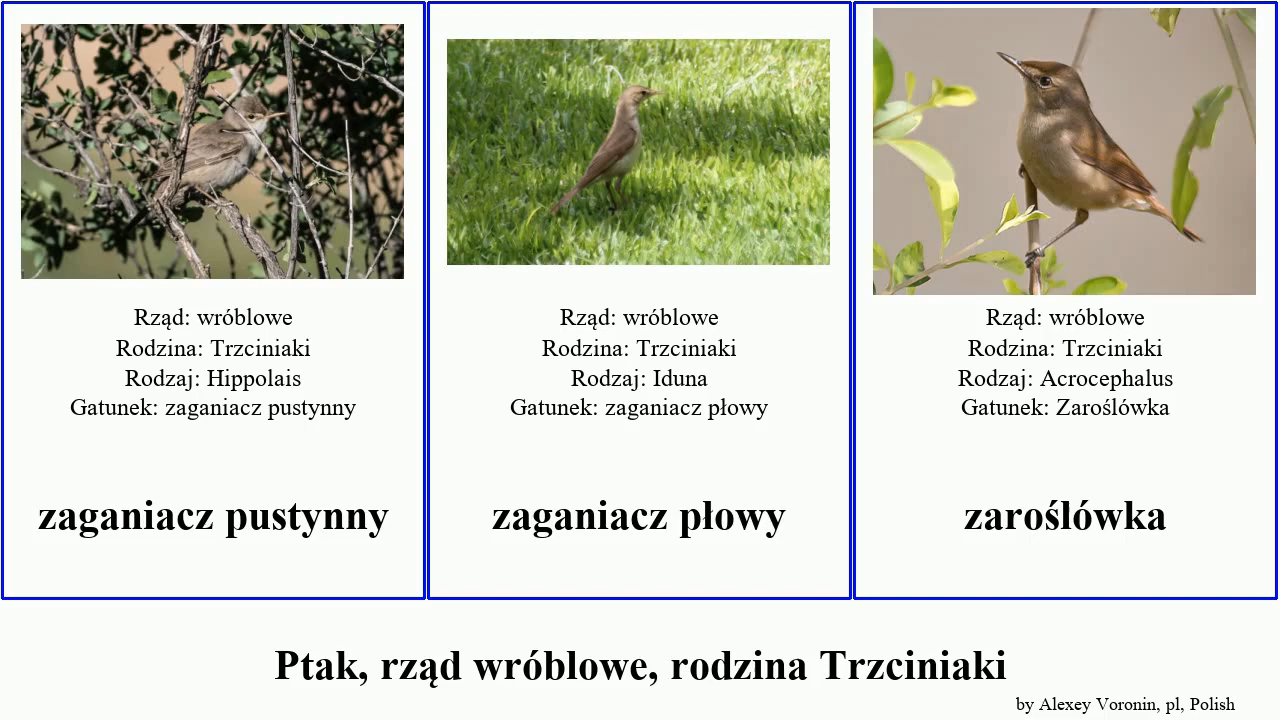 Rząd: wróblowe
Rodzina: Trzciniaki
Rodzaj: Hippolais
Gatunek: zaganiacz pustynny
zaganiacz pustynny
Rząd: wróblowe
Rodzina: Trzciniaki
Rodzaj: Iduna
Gatunek: zaganiacz płowy
zaganiacz płowy
Rząd: wróblowe
Rodzina: Trzciniaki
Rodzaj: Acrocephalus
Gatunek: Zaroślówka
zaroślówka
Ptak, rząd wróblowe, rodzina Trzciniaki
by Alexey Voronin, pl, Polish